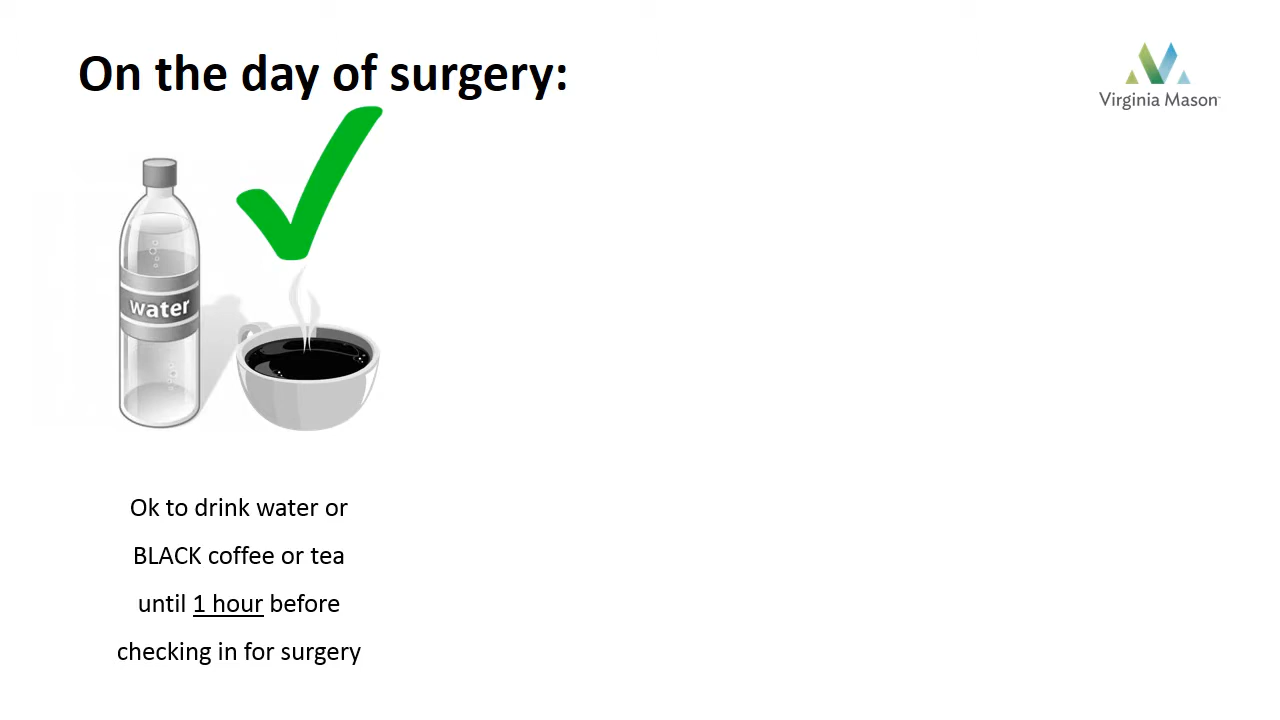 On the day of surgery:
Virginia Mason
water
Ok to drink water or
BLACK coffee or tea
until 1 hour before
checking in for surgery